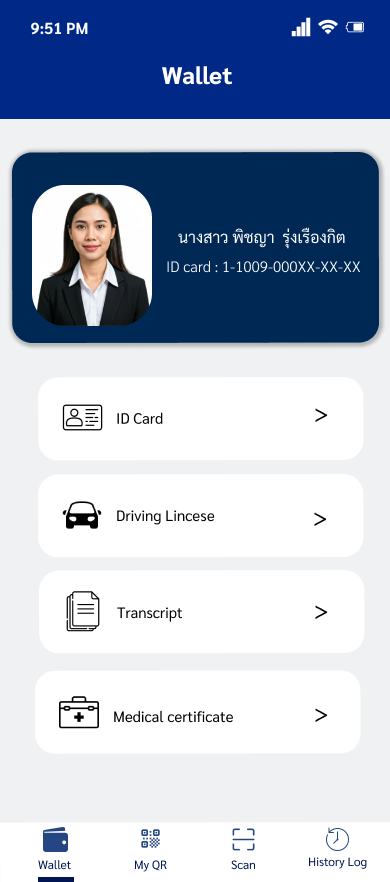 9:51 PM
Wallet
นางสาว พิชญา รุ่งเรืองกิต
ID card : 1-1009-000XX-XX-XX
ID Card >
Driving Lincese >
Transcript >
Medical certificate >
Wallet My QR Scan History Log